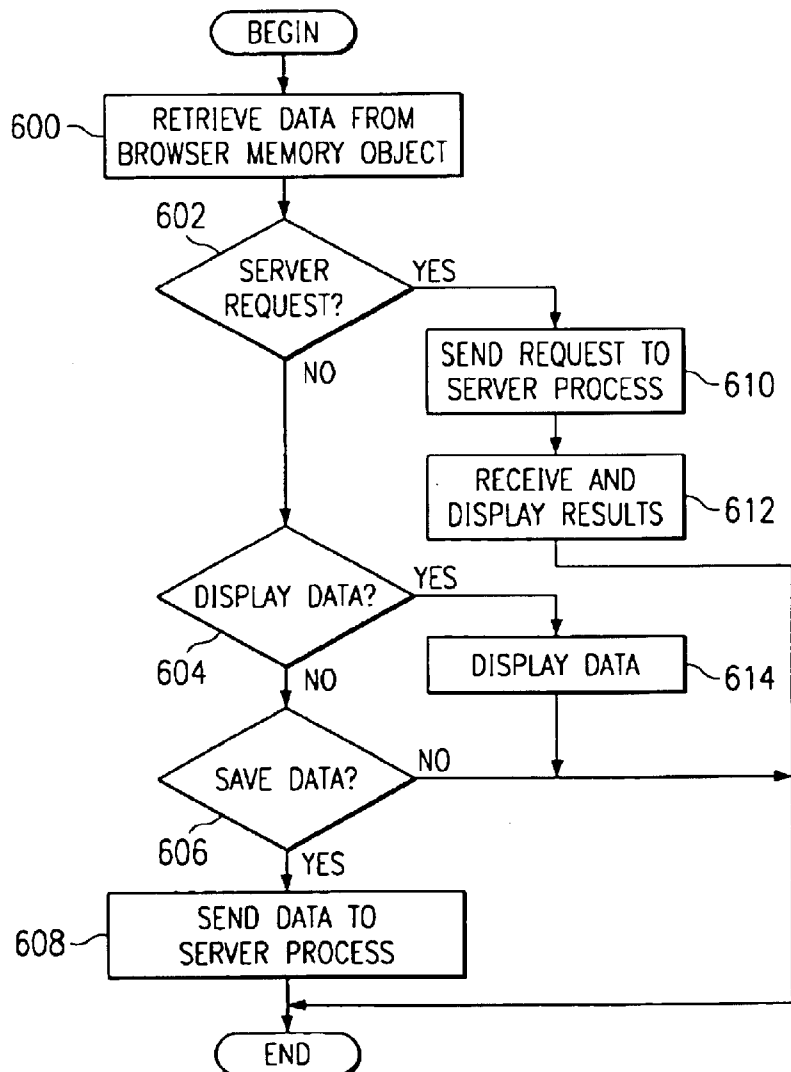 BEGIN
600
RETRIEVE DATA FROM
BROWSER MEMORY OBJECT
602
SERVER
REQUEST?
YES
NO
SEND REQUEST TO
SERVER PROCESS
610
RECEIVE AND
DISPLAY RESULTS
612
DISPLAY DATA?
YES
604
NO
DISPLAY DATA
614
SAVE DATA?
NO
606
YES
608
SEND DATA TO
SERVER PROCESS
END